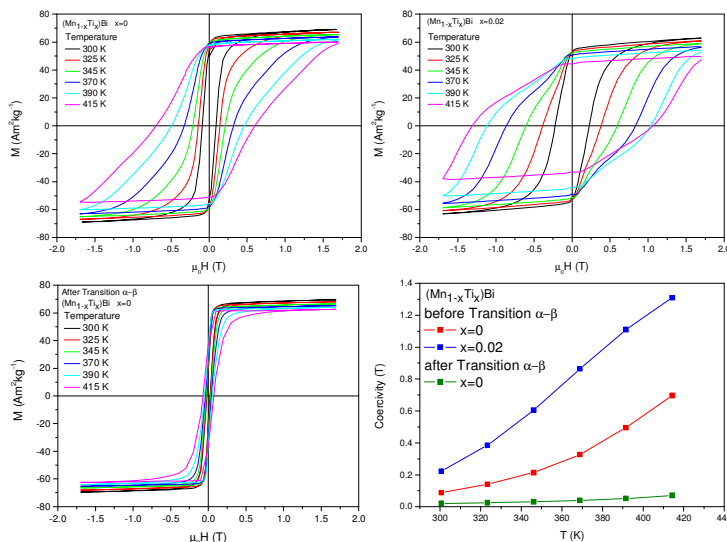 (Mn1-xTix)Bi x=0
Temperature
300 K
325 K
345 K
370 K
390 K
415 K
M (Am²kg⁻¹)
80
60
40
20
0
-20
-40
-60
-80
-2.0 -1.5 -1.0 -0.5 0.0 0.5 1.0 1.5 2.0
μ₀H (T)
(Mn1-xTix)Bi x=0.02
Temperature
300 K
325 K
345 K
370 K
390 K
415 K
M (Am²kg⁻¹)
80
60
40
20
0
-20
-40
-60
-80
-2.0 -1.5 -1.0 -0.5 0.0 0.5 1.0 1.5 2.0
μ₀H (T)
After Transition α-β
(Mn1-xTix)Bi x=0
Temperature
300 K
325 K
345 K
370 K
390 K
415 K
M (Am²kg⁻¹)
80
60
40
20
0
-20
-40
-60
-80
-2.0 -1.5 -1.0 -0.5 0.0 0.5 1.0 1.5 2.0
μ₀H (T)
(Mn1-xTix)Bi
before Transition α-β
x=0
x=0.02
after Transition α-β
x=0
Coercivity (T)
1.4
1.2
1.0
0.8
0.6
0.4
0.2
0.0
300 320 340 360 380 400 420
T (K)